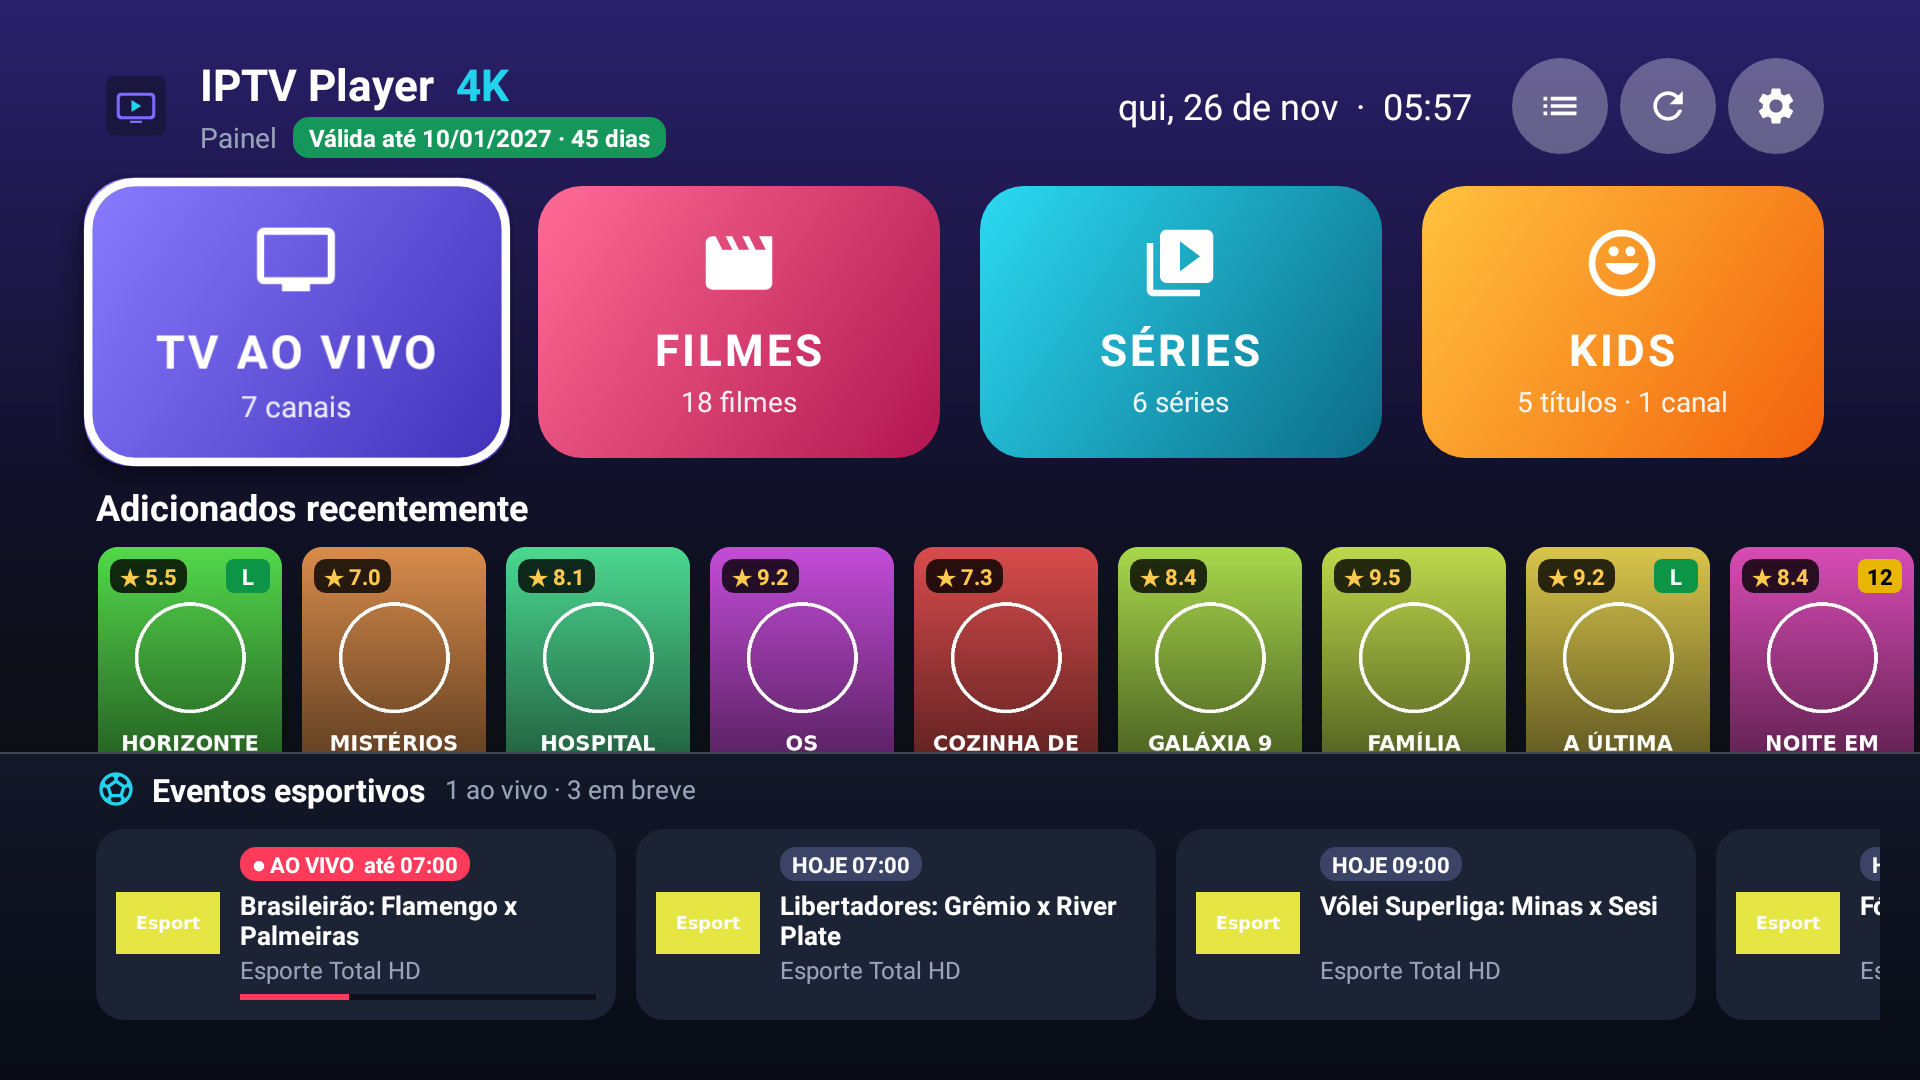 IPTV Player 4K
Painel
Válida até 10/01/2027 · 45 dias
qui, 26 de nov · 05:57
TV AO VIVO
7 canais
FILMES
18 filmes
SÉRIES
6 séries
KIDS
5 títulos · 1 canal
Adicionados recentemente
★ 5.5 L
HORIZONTE
★ 7.0
MISTÉRIOS
★ 8.1
HOSPITAL
★ 9.2
OS
★ 7.3
COZINHA DE
★ 8.4
GALÁXIA 9
★ 9.5
FAMÍLIA
★ 9.2 L
A ÚLTIMA
★ 8.4 12
NOITE EM
Eventos esportivos 1 ao vivo · 3 em breve
Esport
● AO VIVO até 07:00
Brasileirão: Flamengo x
Palmeiras
Esporte Total HD
Esport
HOJE 07:00
Libertadores: Grêmio x River
Plate
Esporte Total HD
Esport
HOJE 09:00
Vôlei Superliga: Minas x Sesi
Esporte Total HD
Esport